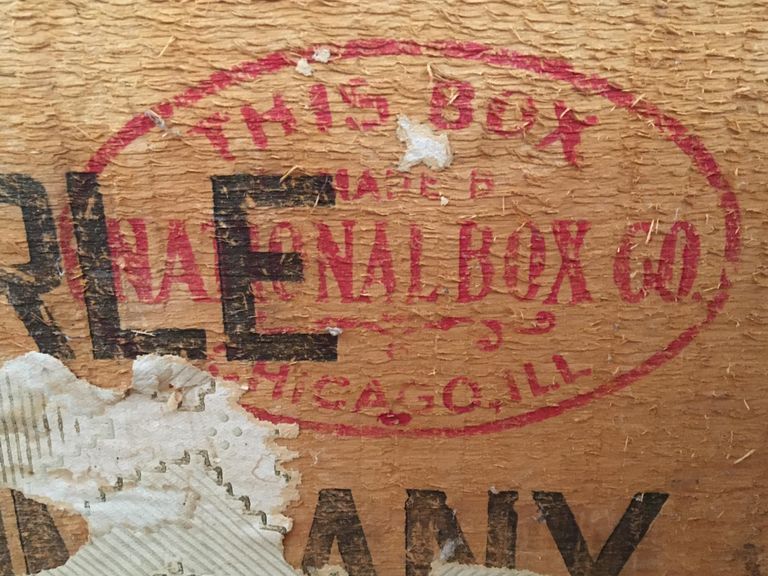 THIS BOX
MADE B
NATIONAL BOX CO.
CHICAGO, ILL
RLE
ANY